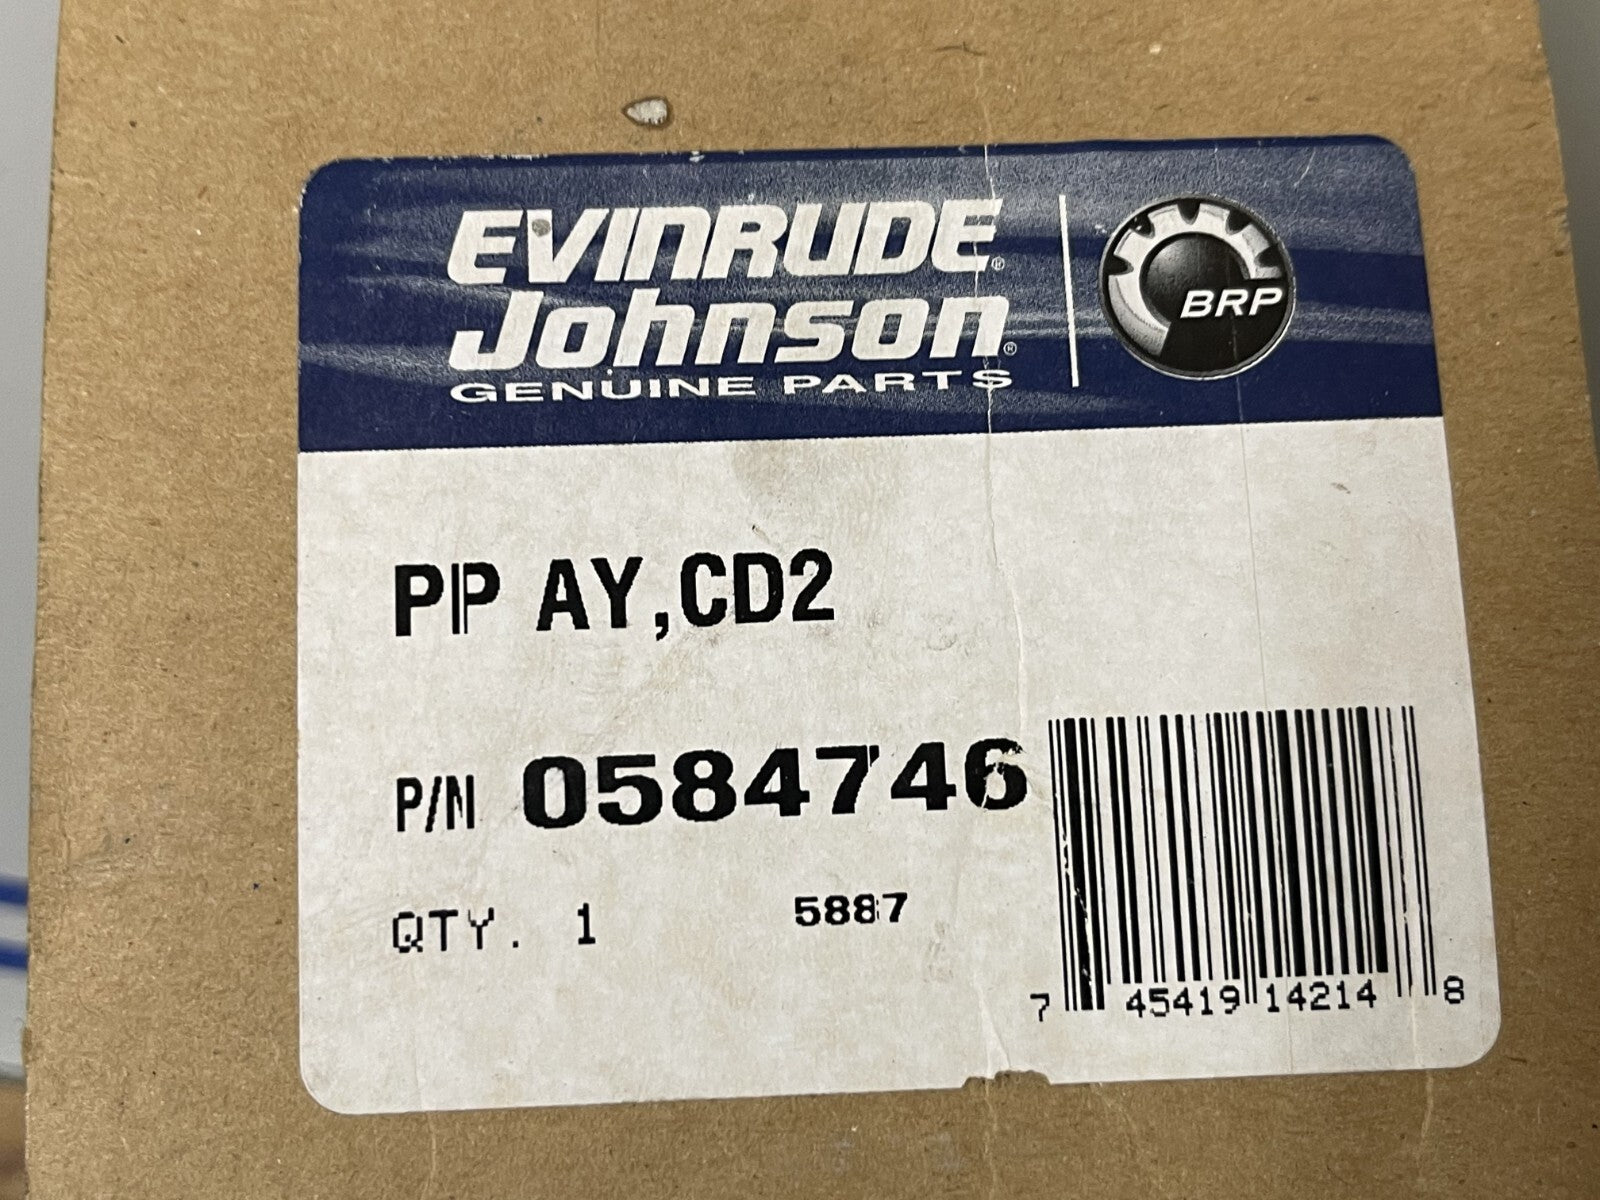 EVINRUDE®
Johnson®
GENUINE PARTS
BRP
PP AY,CD2
P/N 0584746
QTY. 1 5887
7 45419 14214 8